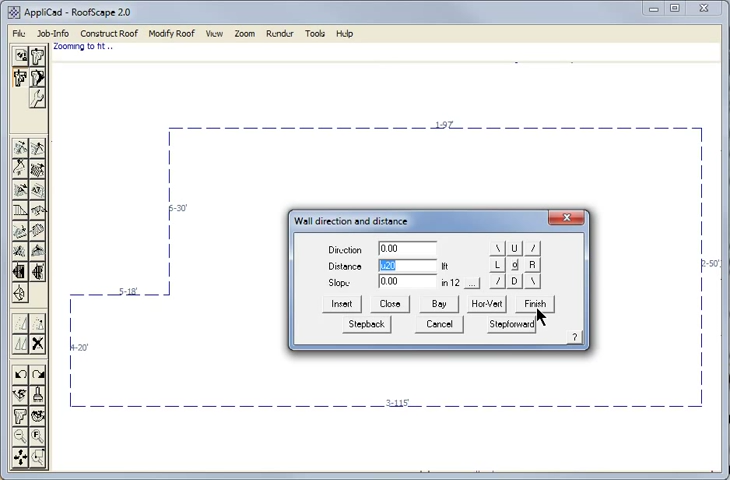 AppliCad - RoofScape 2.0
File Job-Info Construct Roof Modify Roof View Zoom Render Tools Help
Zooming to fit ..
1-97'
6-30'
Wall direction and distance
Direction 0.00 \ U /
Distance u20 lft L o R
Slope 0.00 in 12 ... / D \
Insert Close Bay Hor-Vert Finish
Stepback Cancel Stepforward
?
2-50'
5-18'
4-20'
3-115'